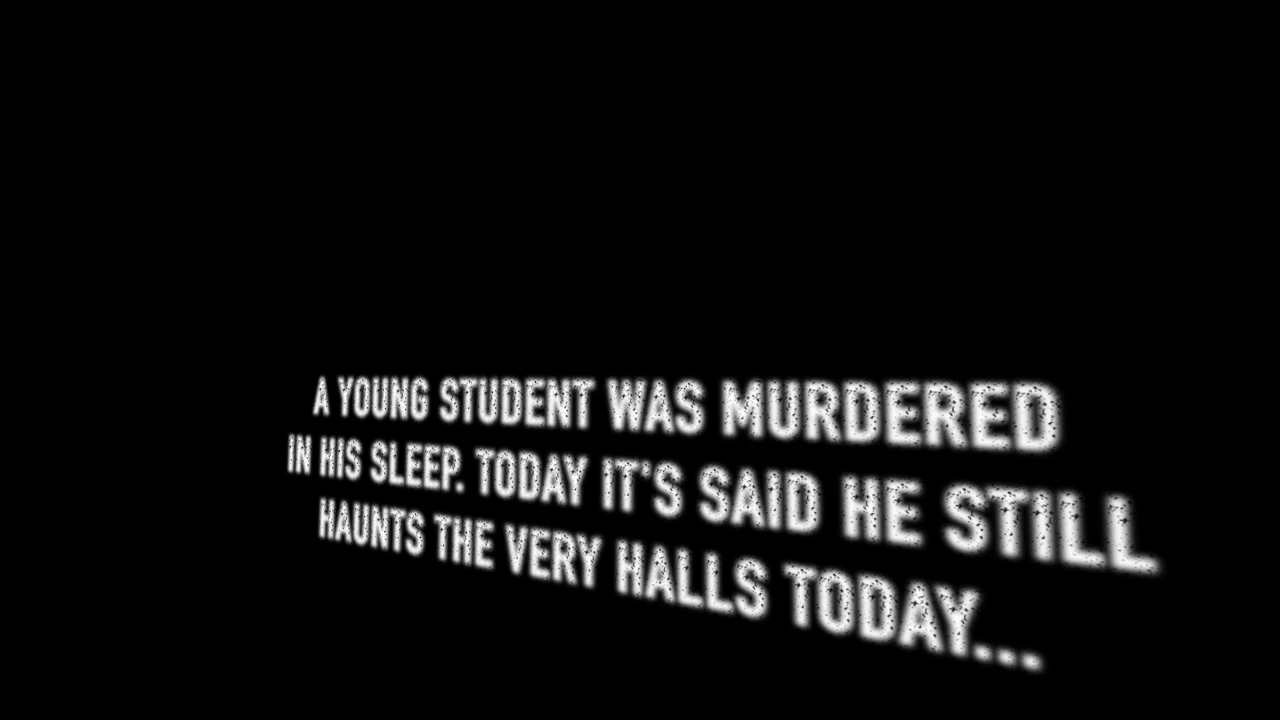 A YOUNG STUDENT WAS MURDERED
IN HIS SLEEP. TODAY IT'S SAID HE STILL
HAUNTS THE VERY HALLS TODAY...